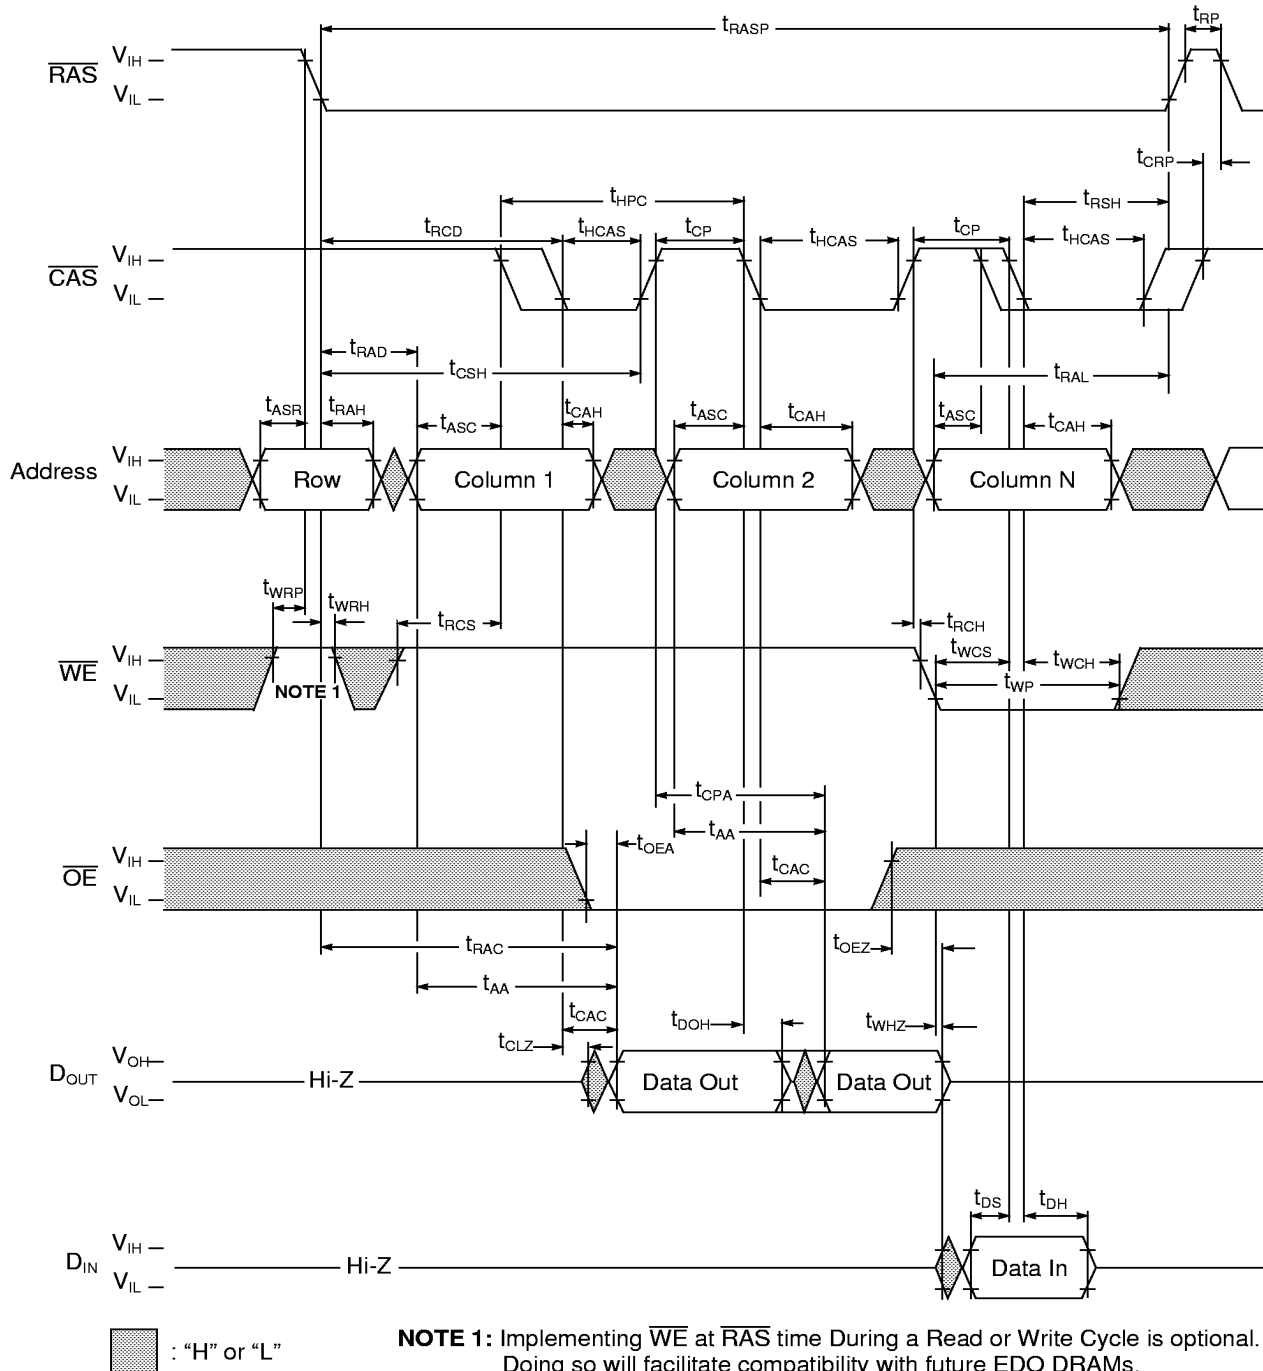 tRASP
tRP
RAS
VIH
VIL
tCRP
tHPC
tRSH
tRCD
tHCAS
tCP
tHCAS
tCP
tHCAS
CAS
VIH
VIL
tRAD
tCSH
tRAL
tASR
tRAH
tASC
tCAH
tASC
tCAH
tASC
tCAH
Address
VIH
VIL
Row
Column 1
Column 2
Column N
tWRP
tWRH
tRCS
tRCH
tWCS
tWCH
tWP
WE
VIH
VIL
NOTE 1
tCPA
tAA
tOEA
tCAC
OE
VIH
VIL
tRAC
tOEZ
tAA
tCAC
tDOH
tWHZ
tCLZ
DOUT
VOH
VOL
Hi-Z
Data Out
Data Out
tDS
tDH
DIN
VIH
VIL
Hi-Z
Data In
: “H” or “L”
NOTE 1: Implementing WE at RAS time During a Read or Write Cycle is optional.
Doing so will facilitate compatibility with future EDO DRAMs.